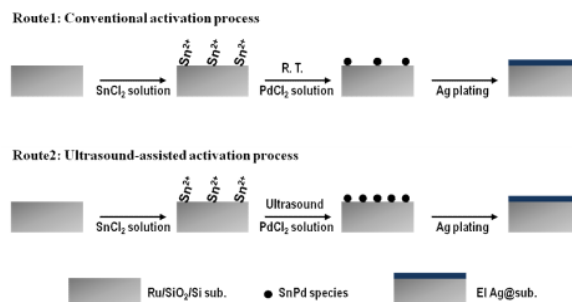 Route1: Conventional activation process
Sn2+ Sn2+ Sn2+
R. T.
SnCl2 solution PdCl2 solution Ag plating
Route2: Ultrasound-assisted activation process
Sn2+ Sn2+ Sn2+
Ultrasound
SnCl2 solution PdCl2 solution Ag plating
Ru/SiO2/Si sub. SnPd species El Ag@sub.